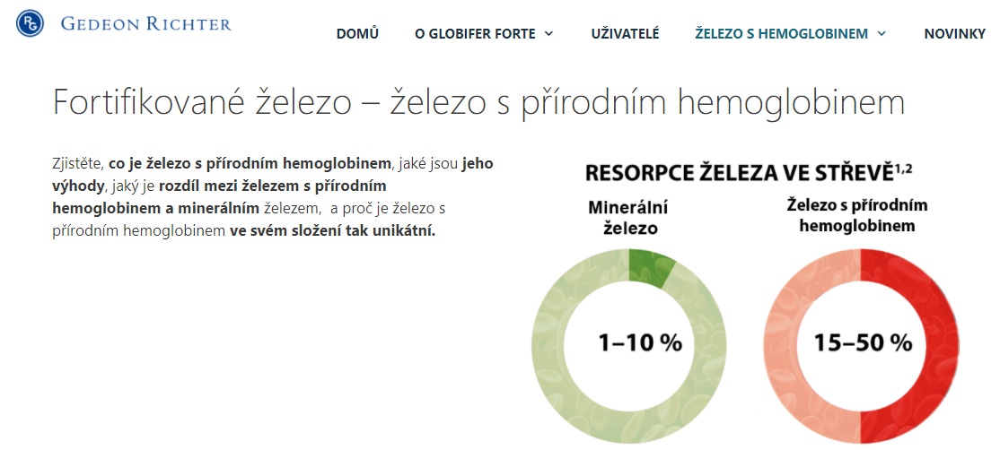 RG
GEDEON RICHTER
DOMŮ
O GLOBIFER FORTE
UŽIVATELÉ
ŽELEZO S HEMOGLOBINEM
NOVINKY
Fortifikované železo – železo s přírodním hemoglobinem
Zjistěte, co je železo s přírodním hemoglobinem, jaké jsou jeho
výhody, jaký je rozdíl mezi železem s přírodním
hemoglobinem a minerálním železem,  a proč je železo s
přírodním hemoglobinem ve svém složení tak unikátní.
RESORPCE ŽELEZA VE STŘEVĚ¹,²
Minerální
železo
1–10 %
Železo s přírodním
hemoglobinem
15–50 %